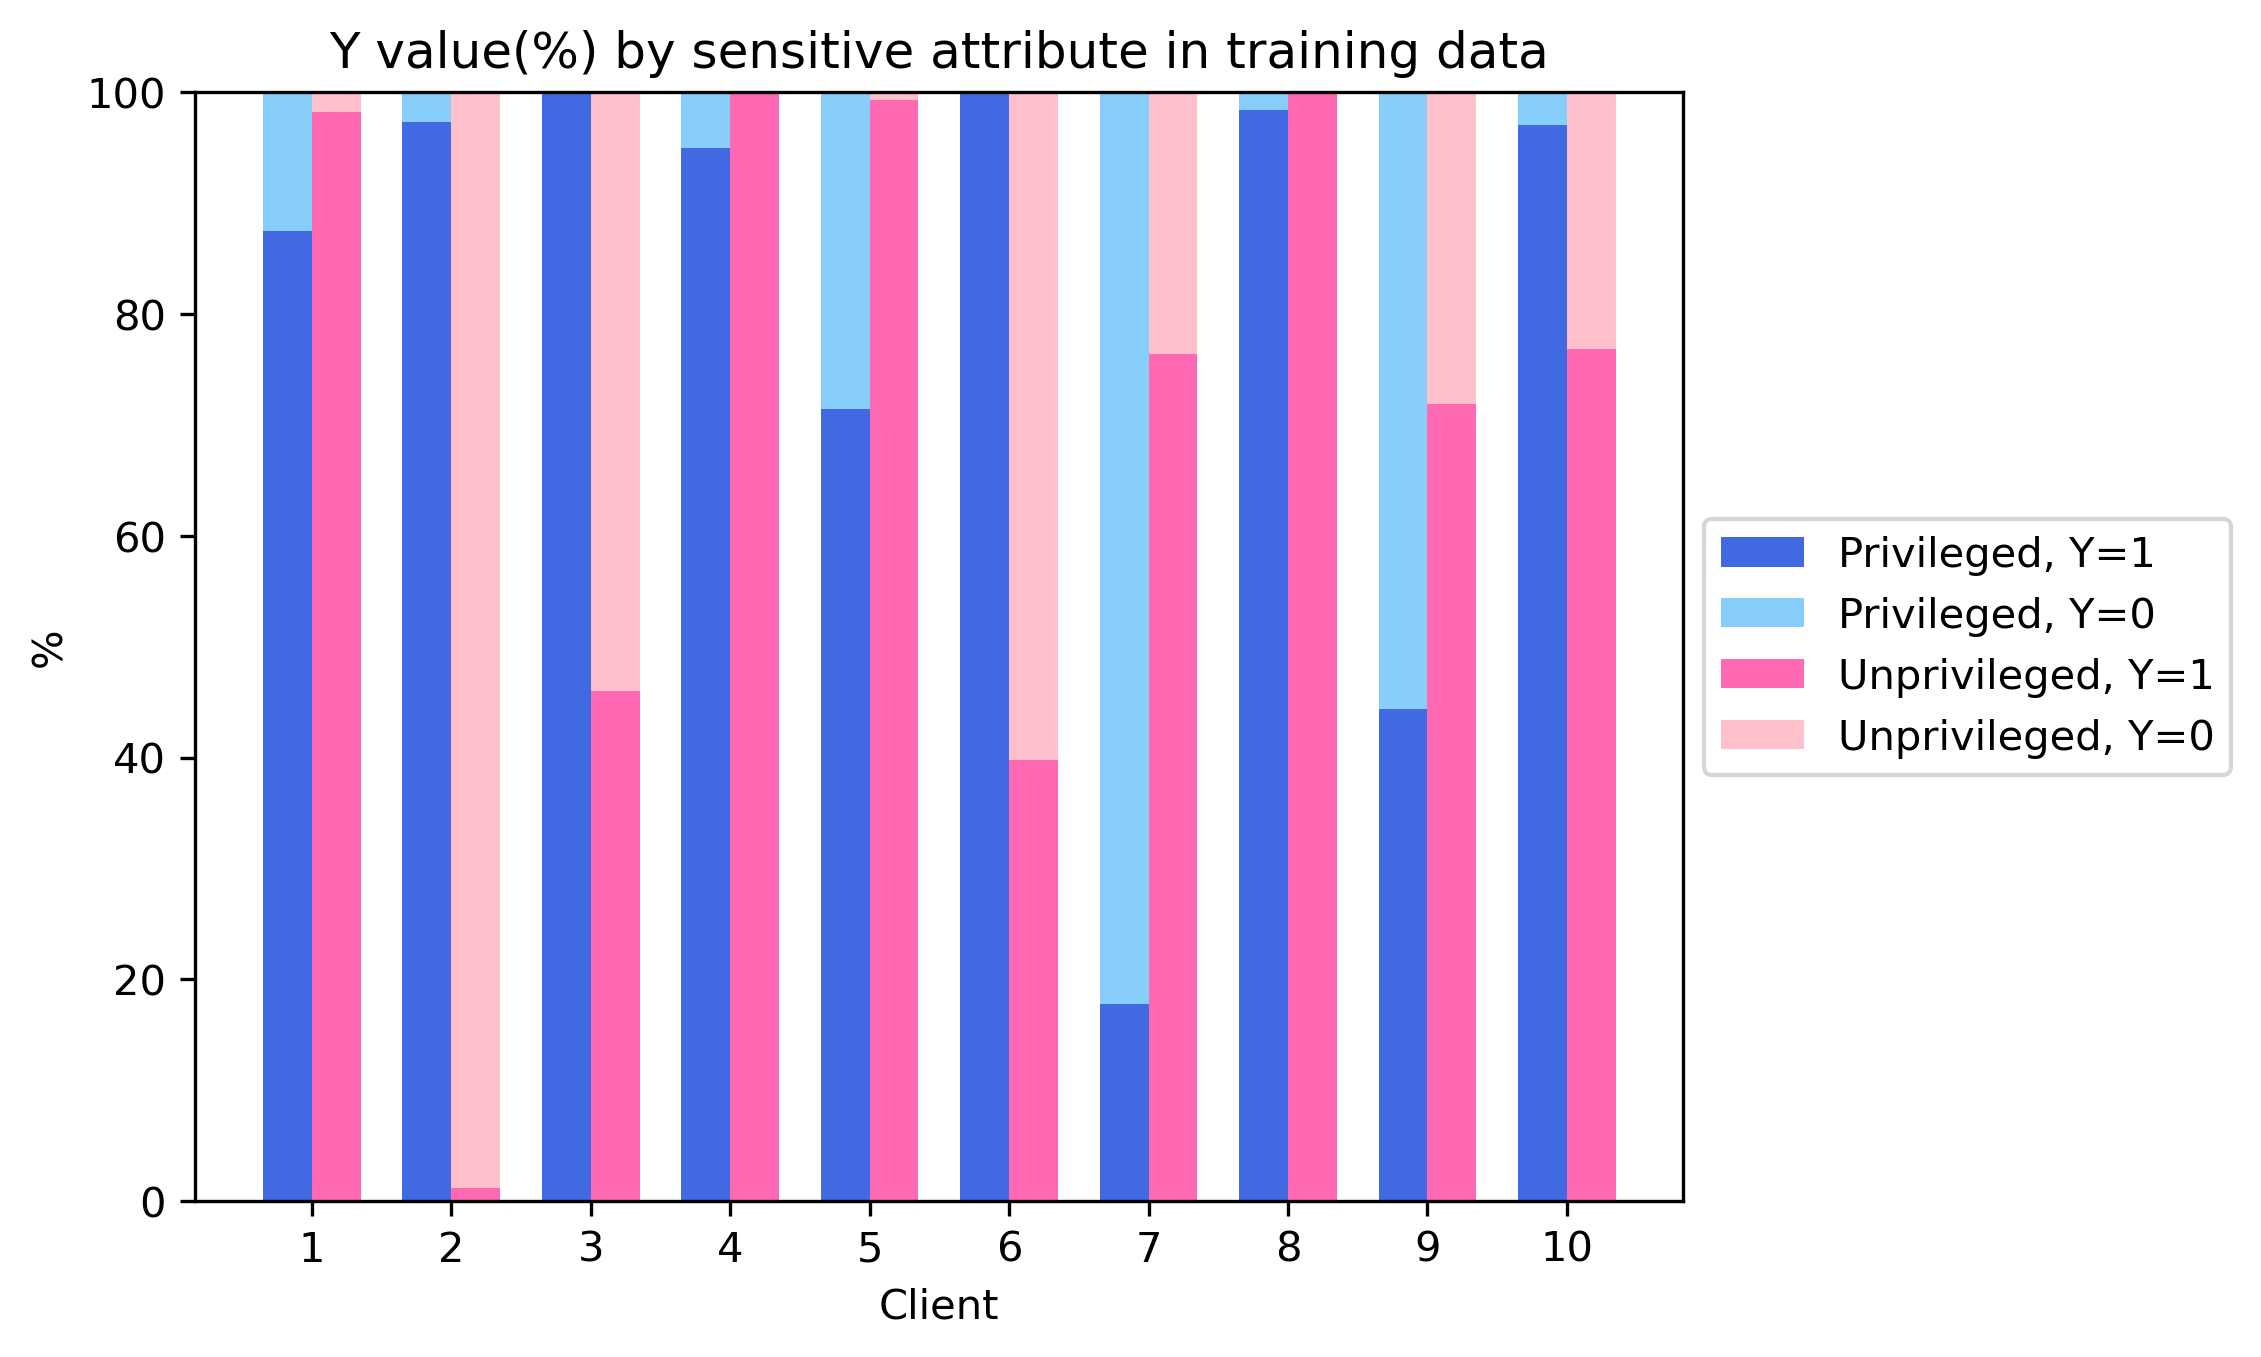 Y value(%) by sensitive attribute in training data
100
80
60
40
20
0
%
1 2 3 4 5 6 7 8 9 10
Client
Privileged, Y=1
Privileged, Y=0
Unprivileged, Y=1
Unprivileged, Y=0